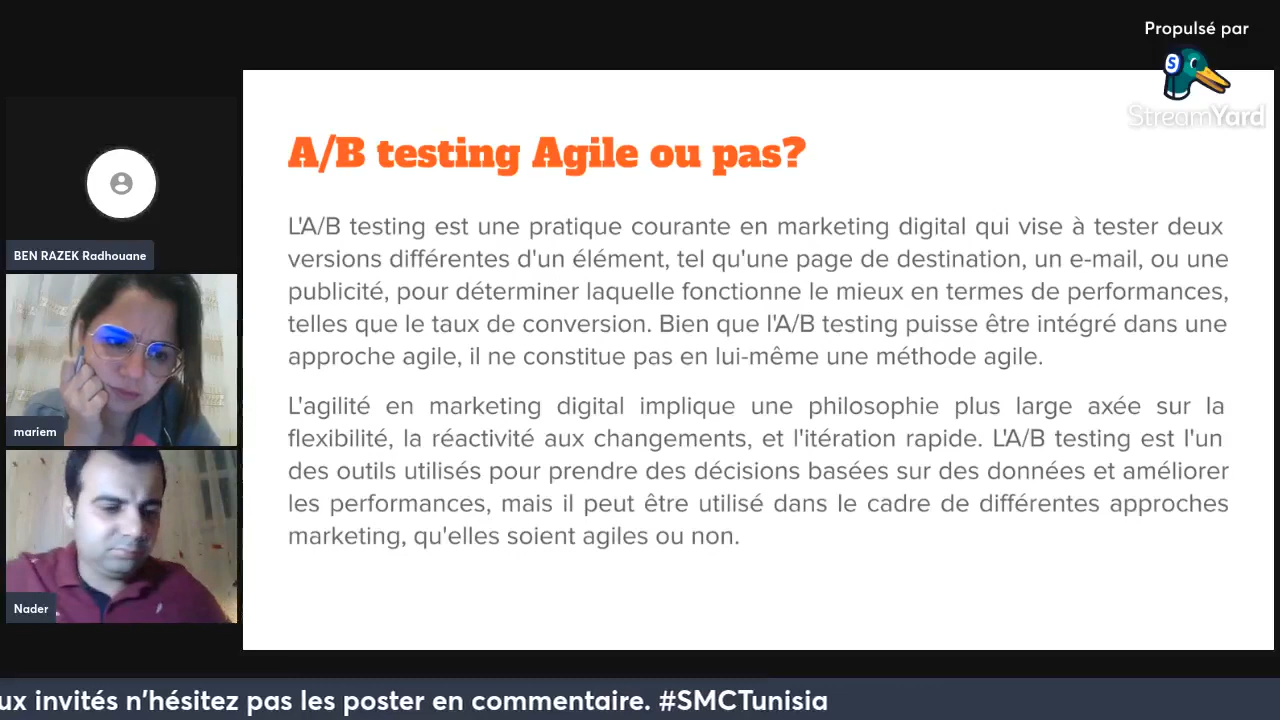 Propulsé par
StreamYard
BEN RAZEK Radhouane
mariem
Nader
A/B testing Agile ou pas?
L'A/B testing est une pratique courante en marketing digital qui vise à tester deux
versions différentes d'un élément, tel qu'une page de destination, un e-mail, ou une
publicité, pour déterminer laquelle fonctionne le mieux en termes de performances,
telles que le taux de conversion. Bien que l'A/B testing puisse être intégré dans une
approche agile, il ne constitue pas en lui-même une méthode agile.
L'agilité en marketing digital implique une philosophie plus large axée sur la
flexibilité, la réactivité aux changements, et l'itération rapide. L'A/B testing est l'un
des outils utilisés pour prendre des décisions basées sur des données et améliorer
les performances, mais il peut être utilisé dans le cadre de différentes approches
marketing, qu'elles soient agiles ou non.
ux invités n'hésitez pas les poster en commentaire. #SMCTunisia